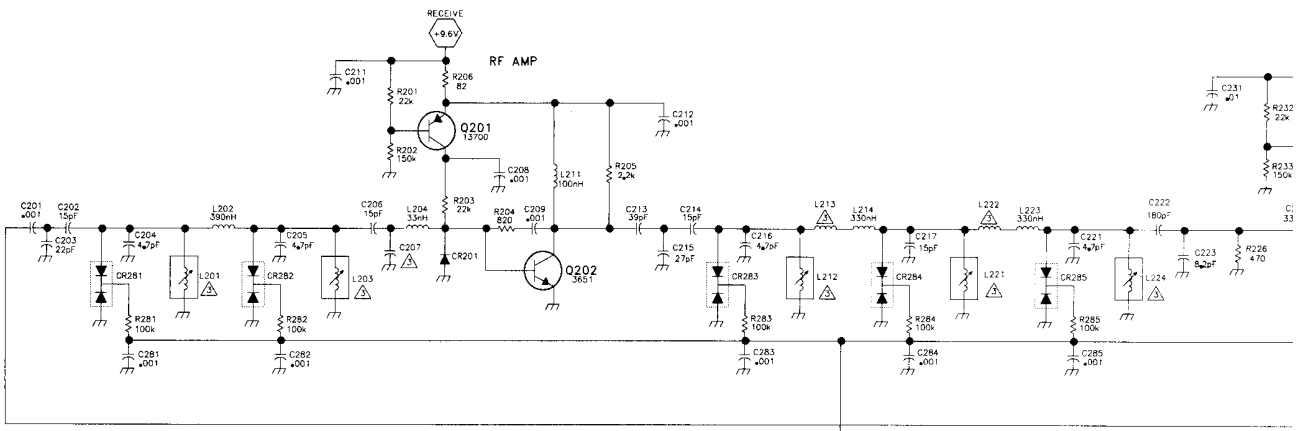 RECEIVE
+9.6V
RF AMP
C211
.001
R206
82
R201
22k
Q201
13700
R202
150k
C212
.001
C208
.001
L211
100nH
R205
2.2k
C231
.01
R232
22k
R233
150k
C201
.001
C202
15pF
C203
22pF
C204
4.7pF
L202
390nH
C205
4.7pF
C206
15pF
L204
33nH
C207
3
R203
22k
R204
820
C209
.001
CR201
Q202
3651
C213
39pF
C214
15pF
C215
27pF
C216
4.7pF
L213
3
L214
330nH
C217
15pF
L222
3
L223
330nH
C221
4.7pF
C222
180pF
C223
8.2pF
R226
470
33
CR281
L201
3
CR282
L203
3
CR283
L212
3
CR284
L221
3
CR285
L224
3
R281
100k
R282
100k
R283
100k
R284
100k
R285
100k
C281
.001
C282
.001
C283
.001
C284
.001
C285
.001